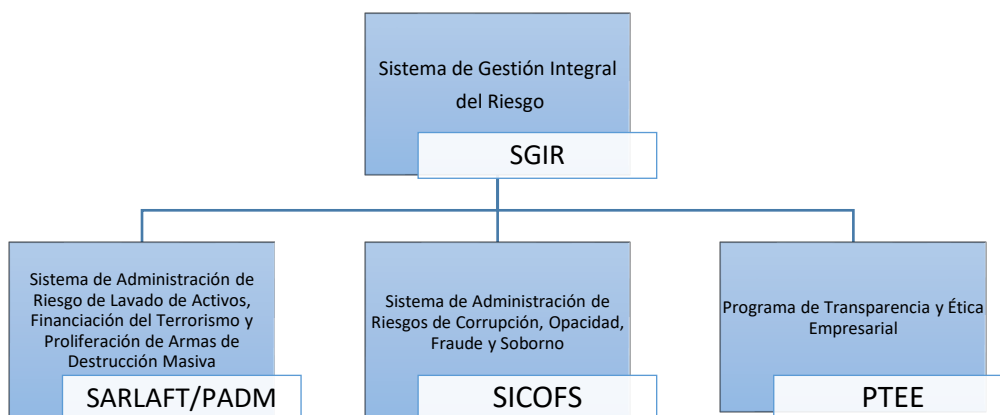 Sistema de Gestión Integral
del Riesgo
SGIR
Sistema de Administración de
Riesgo de Lavado de Activos,
Financiación del Terrorismo y
Proliferación de Armas de
Destrucción Masiva
SARLAFT/PADM
Sistema de Administración de
Riesgos de Corrupción, Opacidad,
Fraude y Soborno
SICOFS
Programa de Transparencia y Ética
Empresarial
PTEE